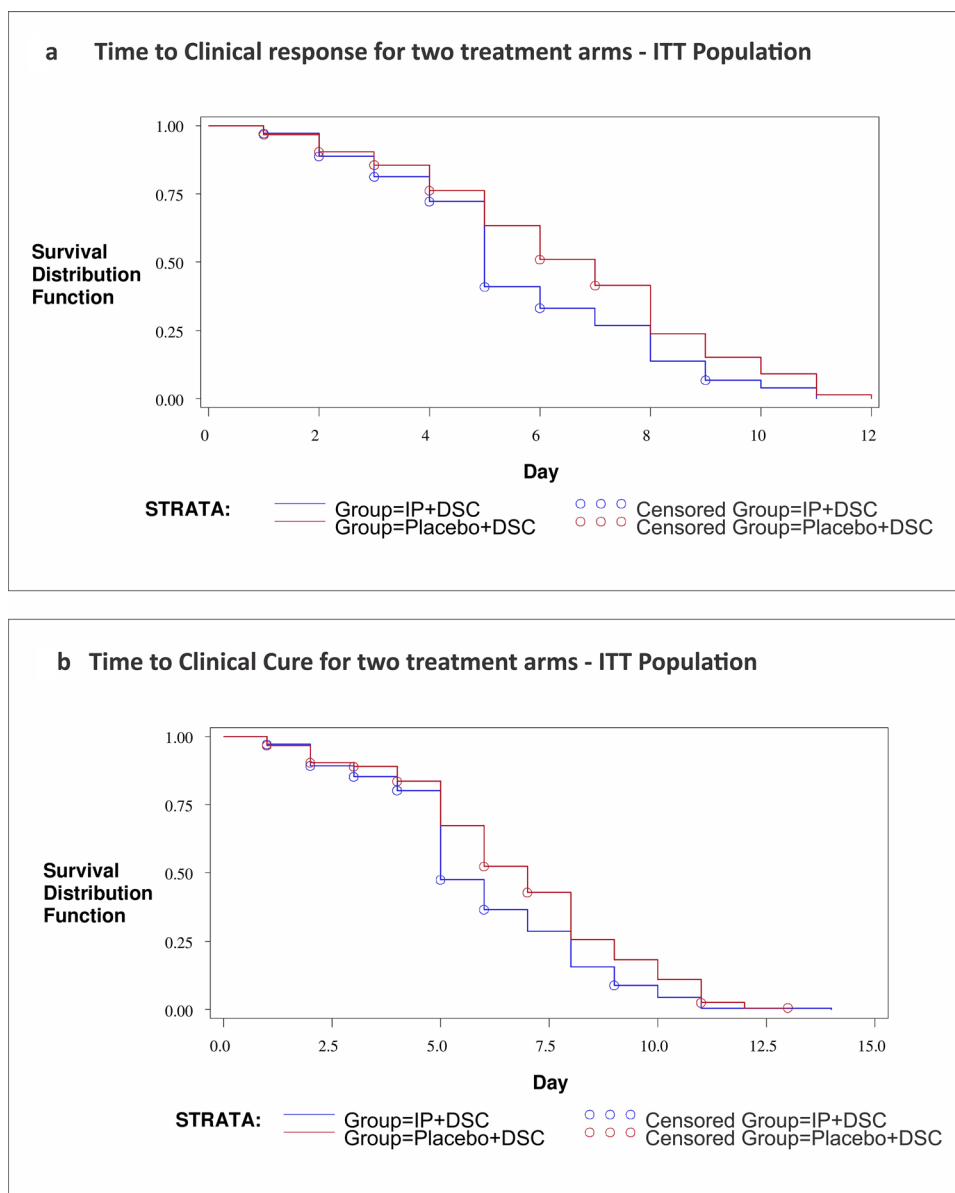 a Time to Clinical response for two treatment arms - ITT Population
1.00
0.75
0.50
0.25
0.00
Survival
Distribution
Function
0 2 4 6 8 10 12
Day
STRATA: Group=IP+DSC Censored Group=IP+DSC
Group=Placebo+DSC Censored Group=Placebo+DSC
b Time to Clinical Cure for two treatment arms - ITT Population
1.00
0.75
0.50
0.25
0.00
Survival
Distribution
Function
0.0 2.5 5.0 7.5 10.0 12.5 15.0
Day
STRATA: Group=IP+DSC Censored Group=IP+DSC
Group=Placebo+DSC Censored Group=Placebo+DSC